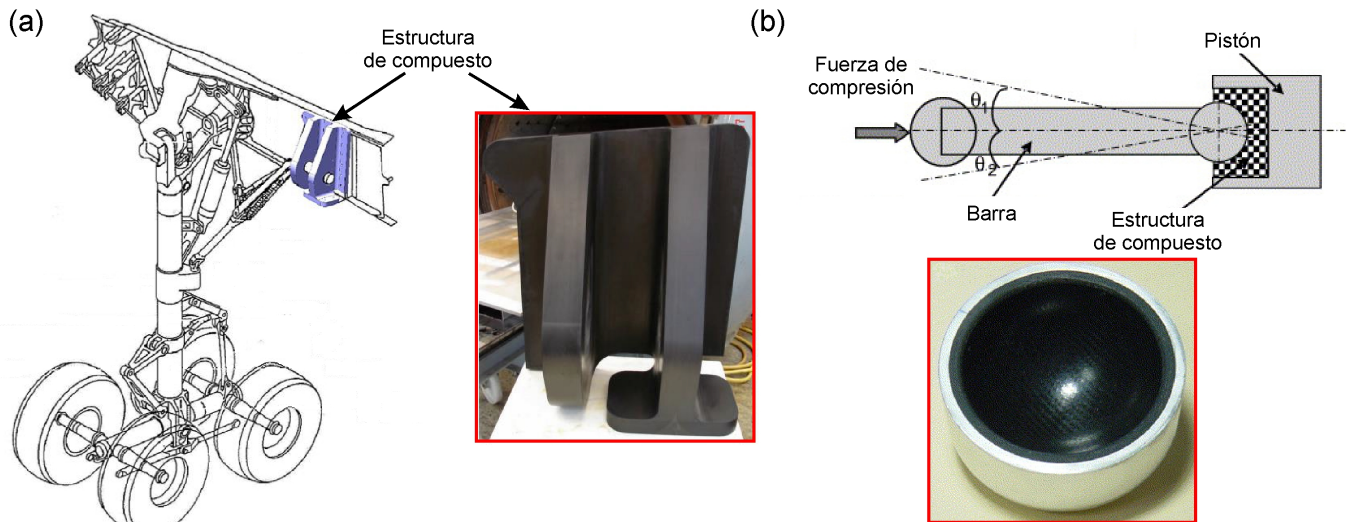 (a)
Estructura
de compuesto
(b)
Pistón
Fuerza de
compresión
θ1
θ2
Barra
Estructura
de compuesto